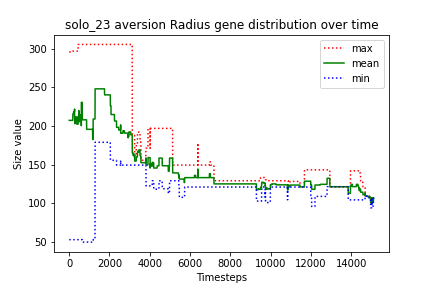 solo_23 aversion Radius gene distribution over time
300
250
200
150
100
50
Size value
max
mean
min
0
2000
4000
6000
8000
10000
12000
14000
Timesteps